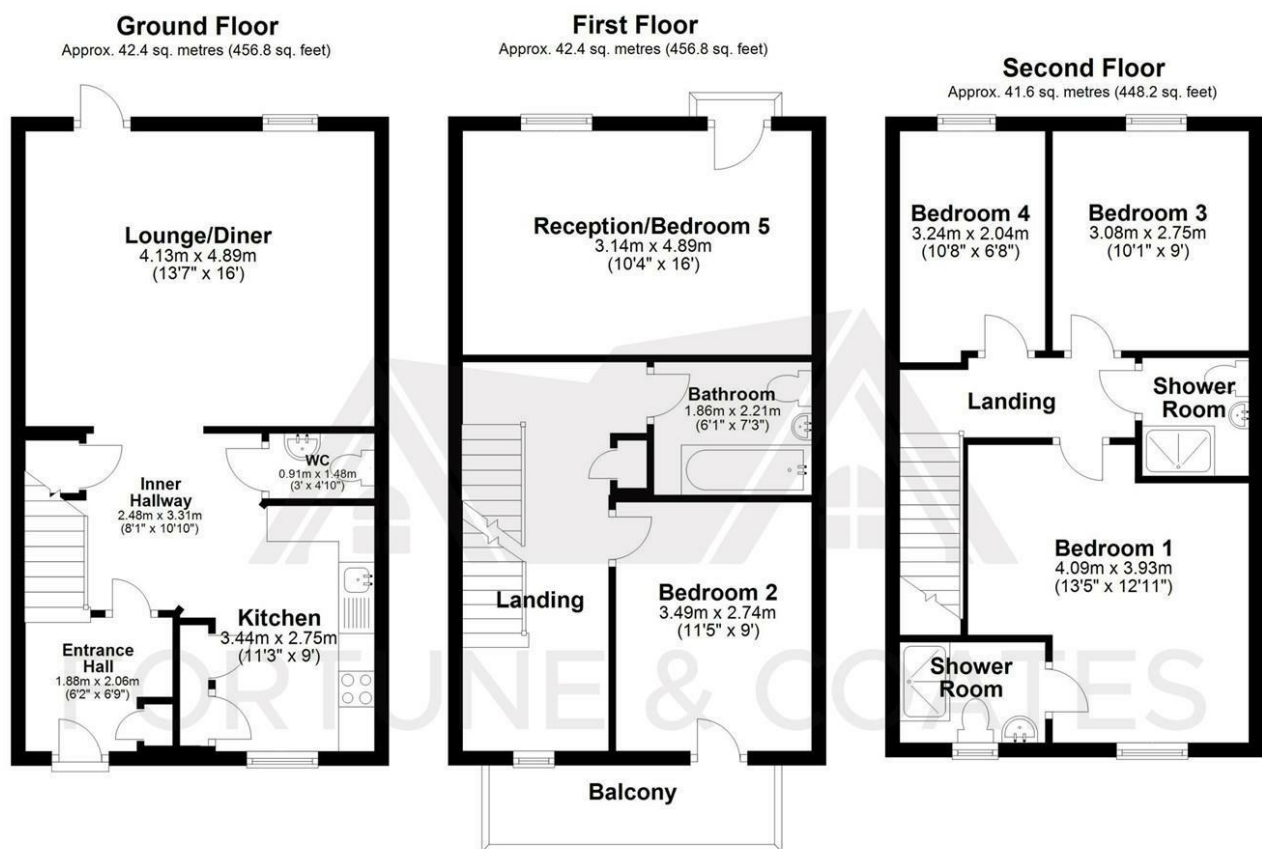 Ground Floor
Approx. 42.4 sq. metres (456.8 sq. feet)
Lounge/Diner
4.13m x 4.89m
(13'7" x 16')
WC
0.91m x 1.48m
(3' x 4'10")
Inner
Hallway
2.48m x 3.31m
(8'1" x 10'10")
Kitchen
3.44m x 2.75m
(11'3" x 9')
Entrance
Hall
1.88m x 2.06m
(6'2" x 6'9")
First Floor
Approx. 42.4 sq. metres (456.8 sq. feet)
Reception/Bedroom 5
3.14m x 4.89m
(10'4" x 16')
Bathroom
1.86m x 2.21m
(6'1" x 7'3")
Landing
Bedroom 2
3.49m x 2.74m
(11'5" x 9')
Balcony
Second Floor
Approx. 41.6 sq. metres (448.2 sq. feet)
Bedroom 4
3.24m x 2.04m
(10'8" x 6'8")
Bedroom 3
3.08m x 2.75m
(10'1" x 9')
Landing
Shower
Room
Bedroom 1
4.09m x 3.93m
(13'5" x 12'11")
Shower
Room
FORTUNE & COATES